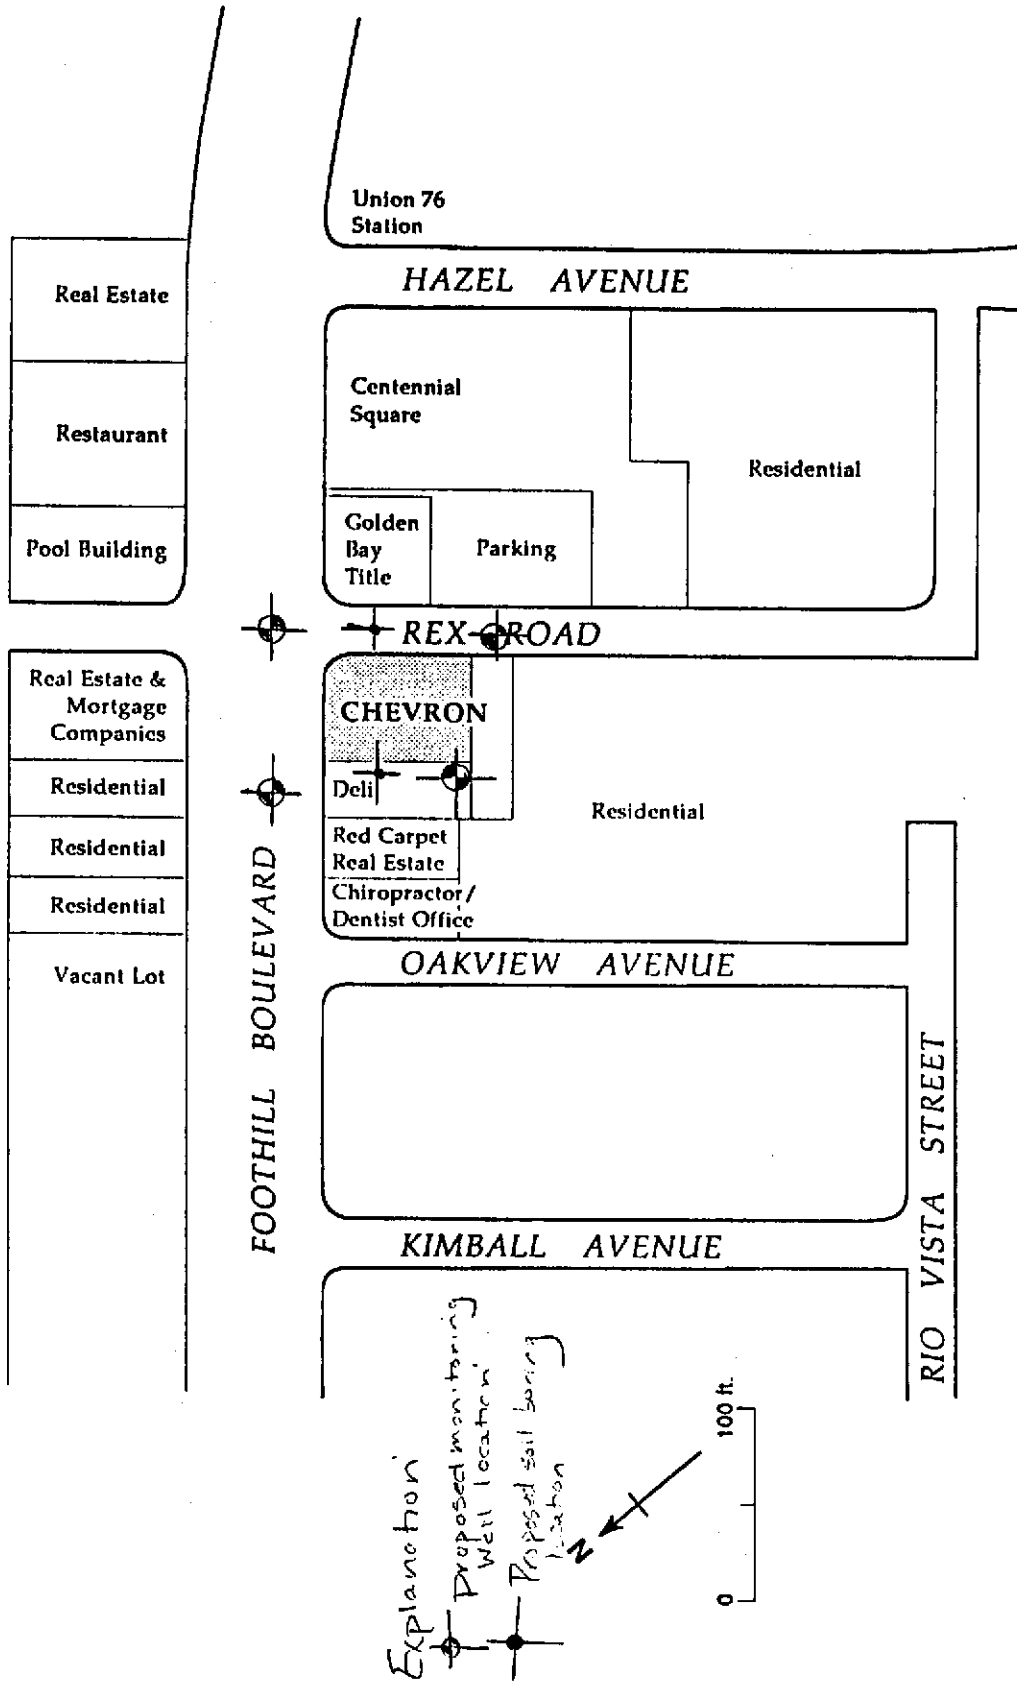 Union 76
Station
HAZEL AVENUE
Real Estate
Centennial
Square
Restaurant
Residential
Golden
Bay
Title
Parking
Pool Building
REX ROAD
Real Estate &
Mortgage
Companies
CHEVRON
Residential
Deli
Residential
Red Carpet
Real Estate
Residential
Residential
Chiropractor/
Dentist Office
Vacant Lot
OAKVIEW AVENUE
FOOTHILL BOULEVARD
KIMBALL AVENUE
RIO VISTA STREET
Explanation
Proposed monitoring
Well location
Proposed soil boring
location
N
0
100 ft.